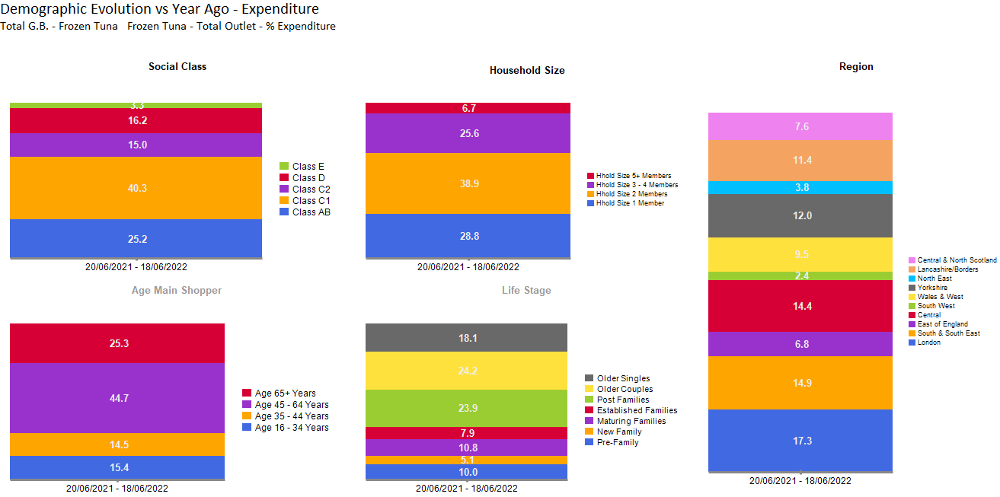 Demographic Evolution vs Year Ago - Expenditure
Total G.B. - Frozen Tuna   Frozen Tuna - Total Outlet - % Expenditure
Social Class
3.3
16.2
15.0
40.3
25.2
20/06/2021 - 18/06/2022
Class E
Class D
Class C2
Class C1
Class AB
Household Size
6.7
25.6
38.9
28.8
20/06/2021 - 18/06/2022
Hhold Size 5+ Members
Hhold Size 3 - 4 Members
Hhold Size 2 Members
Hhold Size 1 Member
Region
7.6
11.4
3.8
12.0
9.5
2.4
14.4
6.8
14.9
17.3
20/06/2021 - 18/06/2022
Central & North Scotland
Lancashire/Borders
North East
Yorkshire
Wales & West
South West
Central
East of England
South & South East
London
Age Main Shopper
25.3
44.7
14.5
15.4
20/06/2021 - 18/06/2022
Age 65+ Years
Age 45 - 64 Years
Age 35 - 44 Years
Age 16 - 34 Years
Life Stage
18.1
24.2
23.9
7.9
10.8
5.1
10.0
20/06/2021 - 18/06/2022
Older Singles
Older Couples
Post Families
Established Families
Maturing Families
New Family
Pre-Family